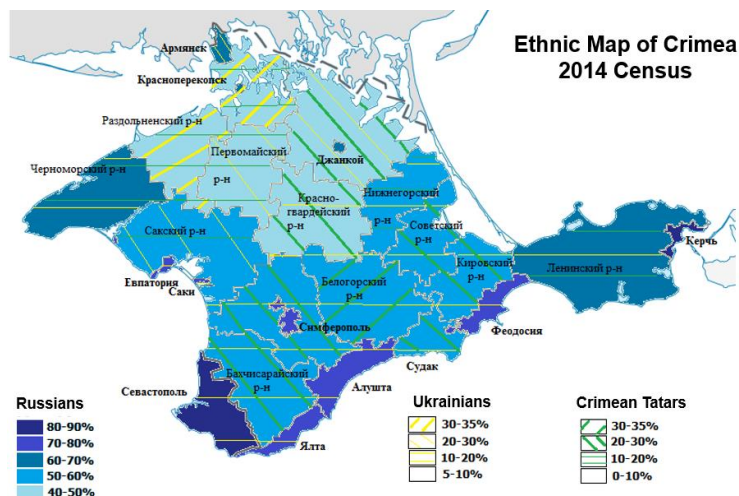 Ethnic Map of Crimea
2014 Census
Армянск
Красноперекопск
Раздольненский р-н
Первомайский
р-н
Джанкой
Черноморский р-н
Красно-
гвардейский
р-н
Нижнегорский
р-н
Советский
р-н
Сакский р-н
Кировский
р-н
Ленинский р-н
Керчь
Евпатория
Саки
Белогорский
р-н
Симферополь
Феодосия
Судак
Бахчисарайский
р-н
Алушта
Севастополь
Ялта
Russians
80-90%
70-80%
60-70%
50-60%
40-50%
Ukrainians
30-35%
20-30%
10-20%
5-10%
Crimean Tatars
30-35%
20-30%
10-20%
0-10%